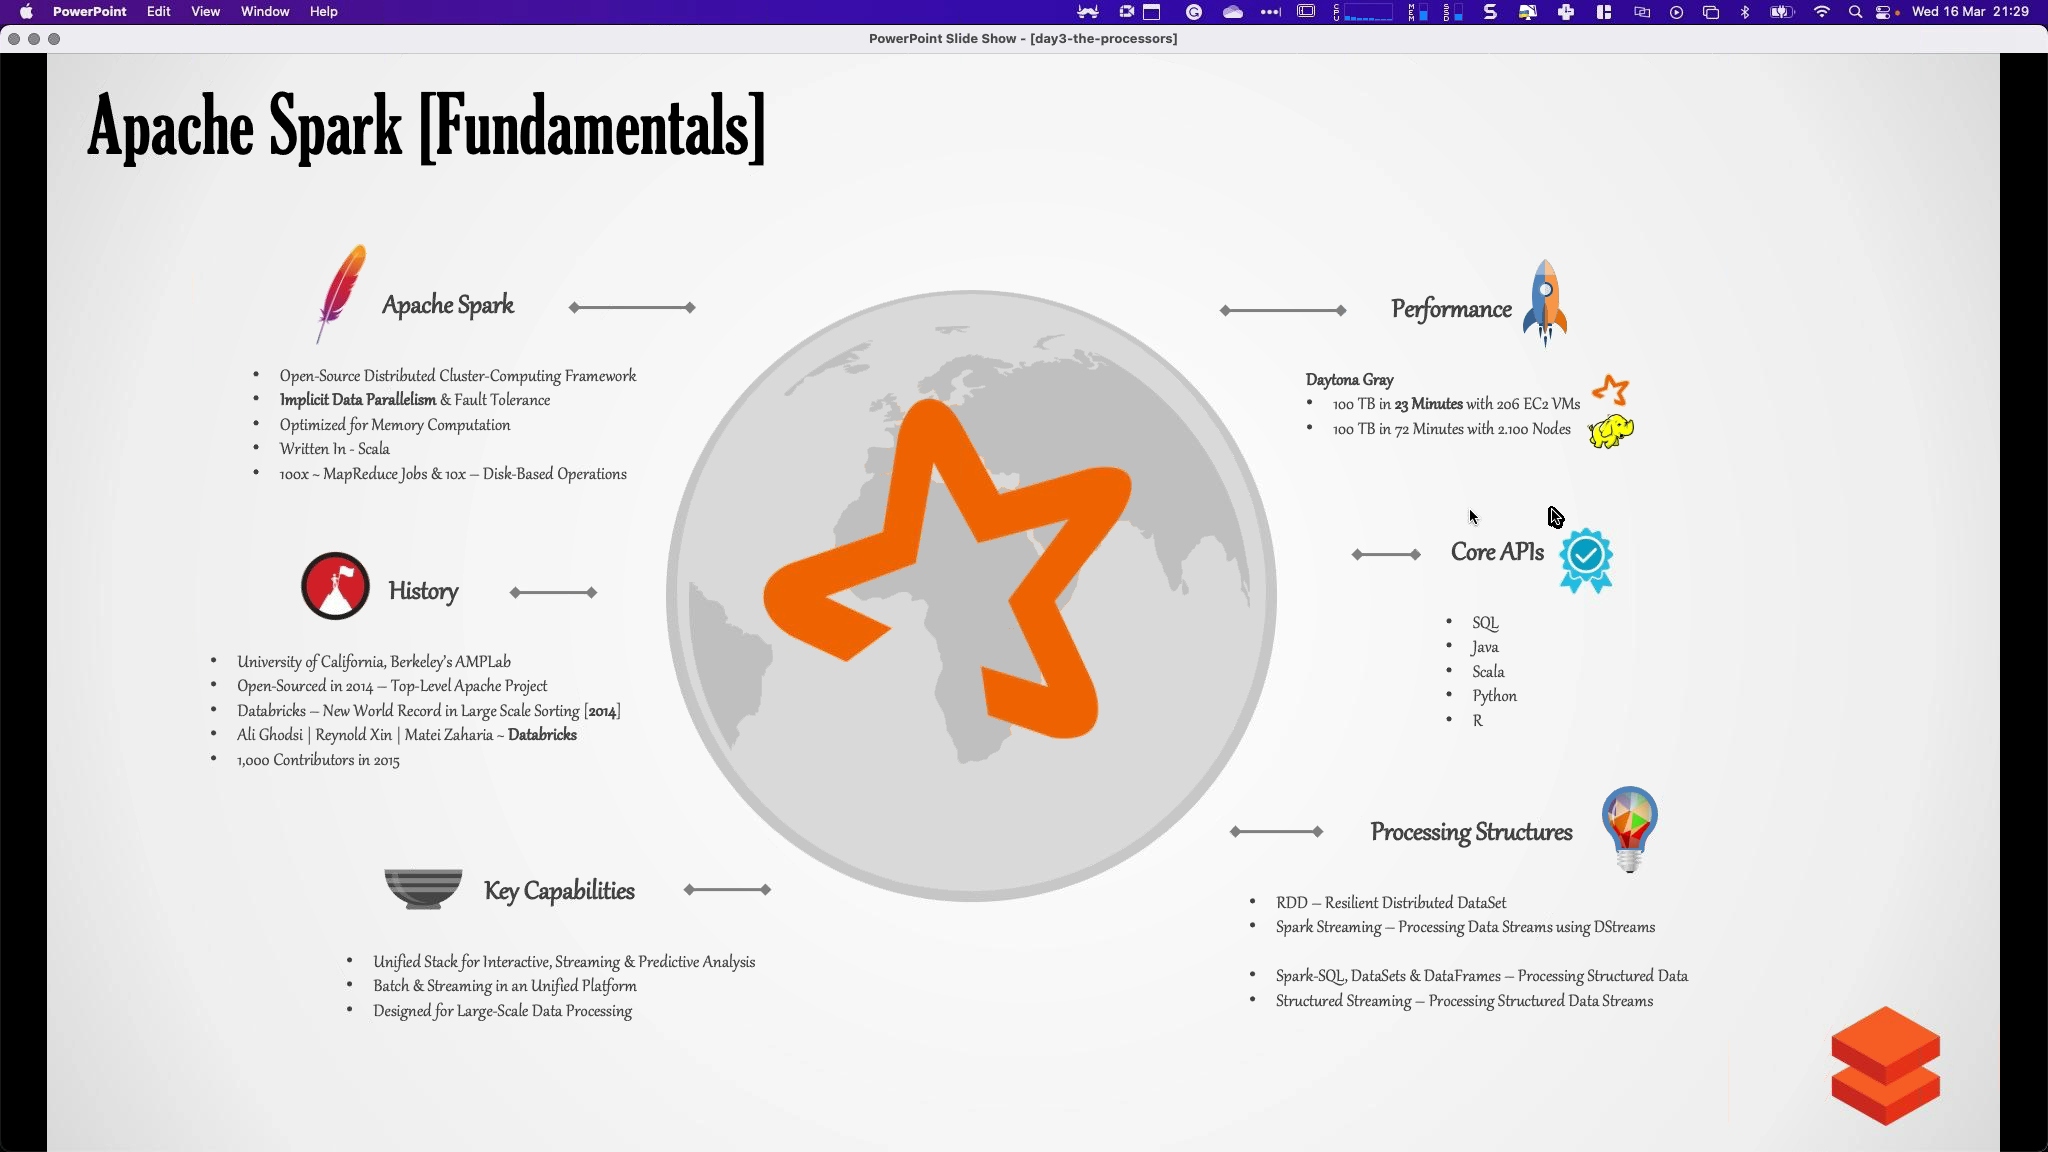 PowerPoint Edit View Window Help
Wed 16 Mar 21:29
PowerPoint Slide Show - [day3-the-processors]
Apache Spark [Fundamentals]
Apache Spark
• Open-Source Distributed Cluster-Computing Framework
• Implicit Data Parallelism & Fault Tolerance
• Optimized for Memory Computation
• Written In - Scala
• 100x ~ MapReduce Jobs & 10x – Disk-Based Operations
History
• University of California, Berkeley's AMPLab
• Open-Sourced in 2014 – Top-Level Apache Project
• Databricks – New World Record in Large Scale Sorting [2014]
• Ali Ghodsi | Reynold Xin | Matei Zaharia ~ Databricks
• 1,000 Contributors in 2015
Key Capabilities
• Unified Stack for Interactive, Streaming & Predictive Analysis
• Batch & Streaming in an Unified Platform
• Designed for Large-Scale Data Processing
Performance
Daytona Gray
• 100 TB in 23 Minutes with 206 EC2 VMs
• 100 TB in 72 Minutes with 2.100 Nodes
Core APIs
• SQL
• Java
• Scala
• Python
• R
Processing Structures
• RDD – Resilient Distributed DataSet
• Spark Streaming – Processing Data Streams using DStreams
• Spark-SQL, DataSets & DataFrames – Processing Structured Data
• Structured Streaming – Processing Structured Data Streams